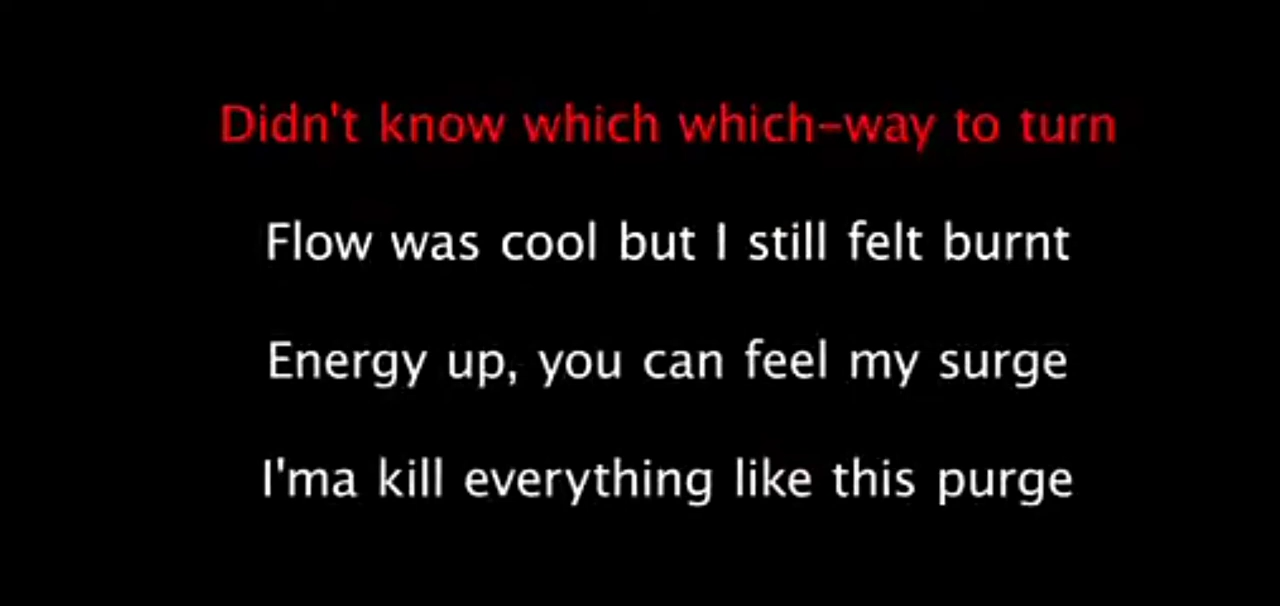 Didn't know which which-way to turn
Flow was cool but I still felt burnt
Energy up, you can feel my surge
I'ma kill everything like this purge